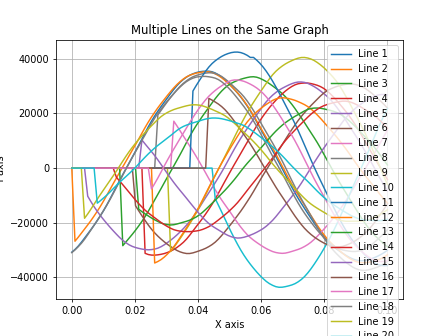 Multiple Lines on the Same Graph
40000
20000
0
−20000
−40000
axis
0.00
0.02
0.04
0.06
X axis
Line 1
Line 2
Line 3
Line 4
Line 5
Line 6
Line 7
Line 8
Line 9
Line 10
Line 11
Line 12
Line 13
Line 14
Line 15
Line 16
Line 17
Line 18
Line 19
Line 20